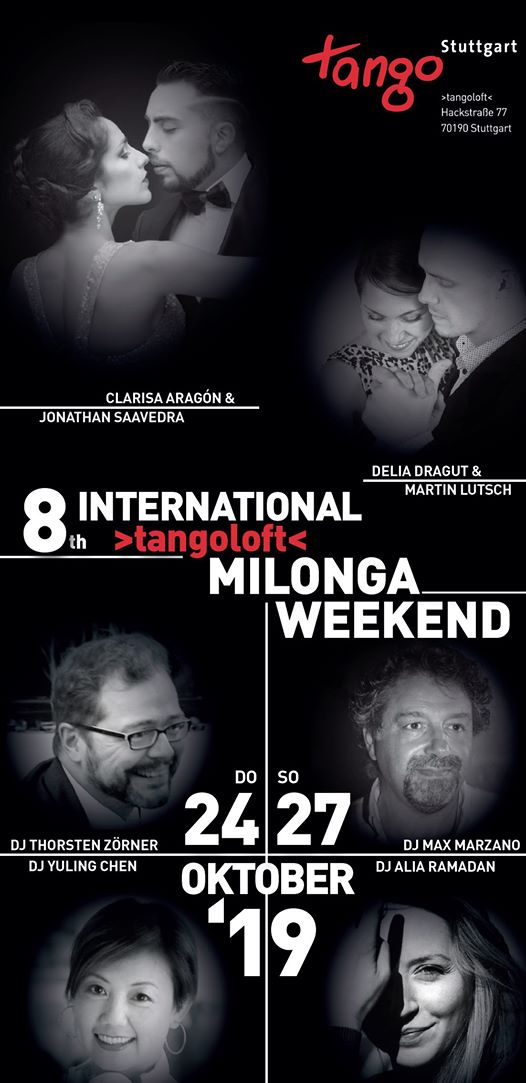 tango Stuttgart
>tangoloft<
Hackstraße 77
70190 Stuttgart
CLARISA ARAGÓN &
JONATHAN SAAVEDRA
DELIA DRAGUT &
MARTIN LUTSCH
8th INTERNATIONAL
>tangoloft<
MILONGA
WEEKEND
DO SO
24 27
DJ THORSTEN ZÖRNER
DJ MAX MARZANO
DJ YULING CHEN
DJ ALIA RAMADAN
OKTOBER
'19